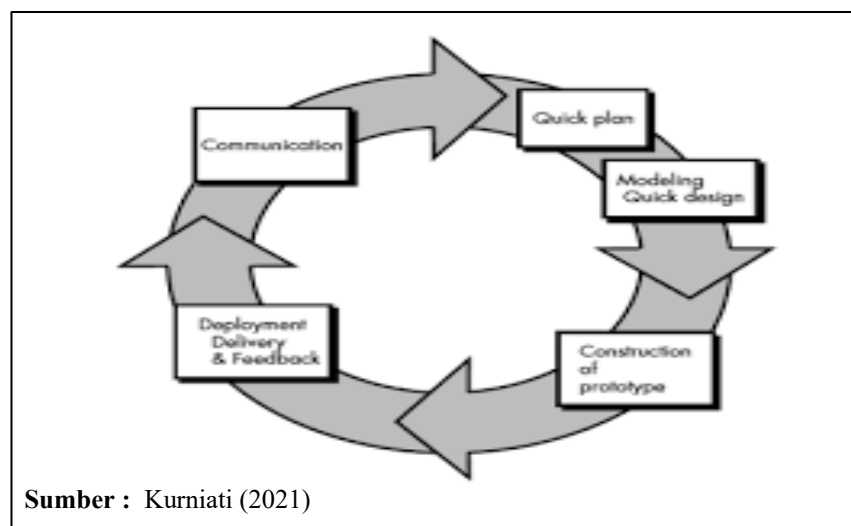 Communication
Quick plan
Modeling
Quick design
Construction
of
prototype
Deployment
Delivery
& Feedback
Sumber : Kurniati (2021)